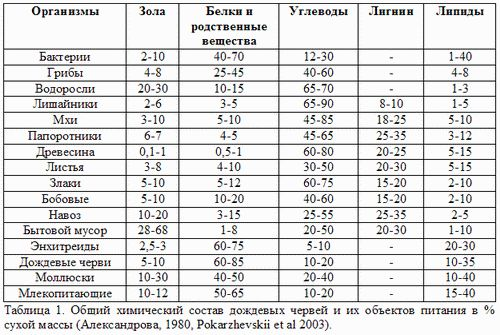 Организмы Зола Белки и родственные вещества Углеводы Лигнин Липиды
Бактерии 2-10 40-70 12-30 - 1-40
Грибы 4-8 25-45 40-60 - 4-8
Водоросли 20-30 10-15 65-70 - 1-3
Лишайники 2-6 3-5 65-90 8-10 1-5
Мхи 3-10 5-10 45-85 18-25 5-10
Папоротники 6-7 4-5 45-65 25-35 3-12
Древесина 0,1-1 0,5-1 60-80 20-25 5-15
Листья 3-8 4-10 30-50 20-30 5-15
Злаки 5-10 5-12 60-75 15-20 2-10
Бобовые 5-10 10-20 40-60 15-20 2-10
Навоз 10-20 3-15 25-55 25-35 2-5
Бытовой мусор 28-68 1-8 20-50 20-30 1-10
Энхитреиды 2,5-3 60-75 5-10 - 20-30
Дождевые черви 5-10 60-85 10-20 - 10-35
Моллюски 10-30 40-50 20-40 - 10-40
Млекопитающие 10-12 50-65 10-20 - 15-40
Таблица 1. Общий химический состав дождевых червей и их объектов питания в %
сухой массы (Александрова, 1980, Pokarzhevskii et al 2003).